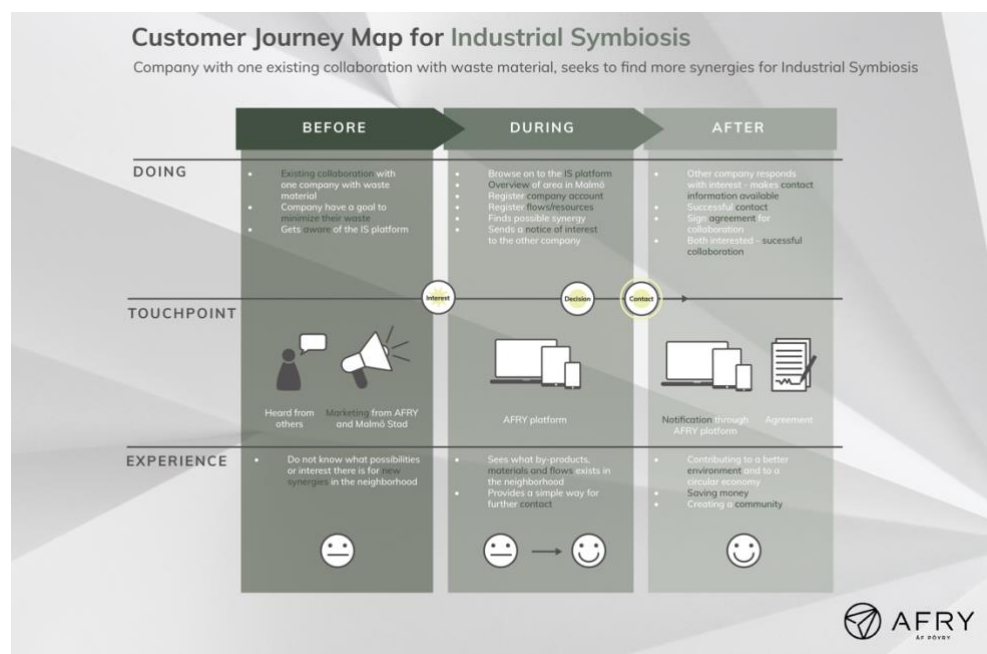 Customer Journey Map for Industrial Symbiosis
Company with one existing collaboration with waste material, seeks to find more synergies for Industrial Symbiosis
BEFORE
DURING
AFTER
DOING
• Existing collaboration with
one company with waste
material
• Company have a goal to
minimize their waste
• Gets aware of the IS platform
• Browse on to the IS platform
• Overview of area in Malmö
• Register company account
• Register flows/resources
• Finds possible synergy
• Sends a notice of interest
to the other company
• Other company responds
with interest - makes contact
information available
• Successful contact
• Sign agreement for
collaboration
• Both interested - sucessful
collaboration
Interest
Decision
Contact
TOUCHPOINT
Heard from
others
Marketing from AFRY
and Malmö Stad
AFRY platform
Notification through
AFRY platform
Agreement
EXPERIENCE
• Do not know what possibilities
or interest there is for new
synergies in the neighborhood
• Sees what by-products,
materials and flows exists in
the neighborhood
• Provides a simple way for
further contact
• Contributing to a better
environment and to a
circular economy
• Saving money
• Creating a community
AFRY
ÅF PÖYRY